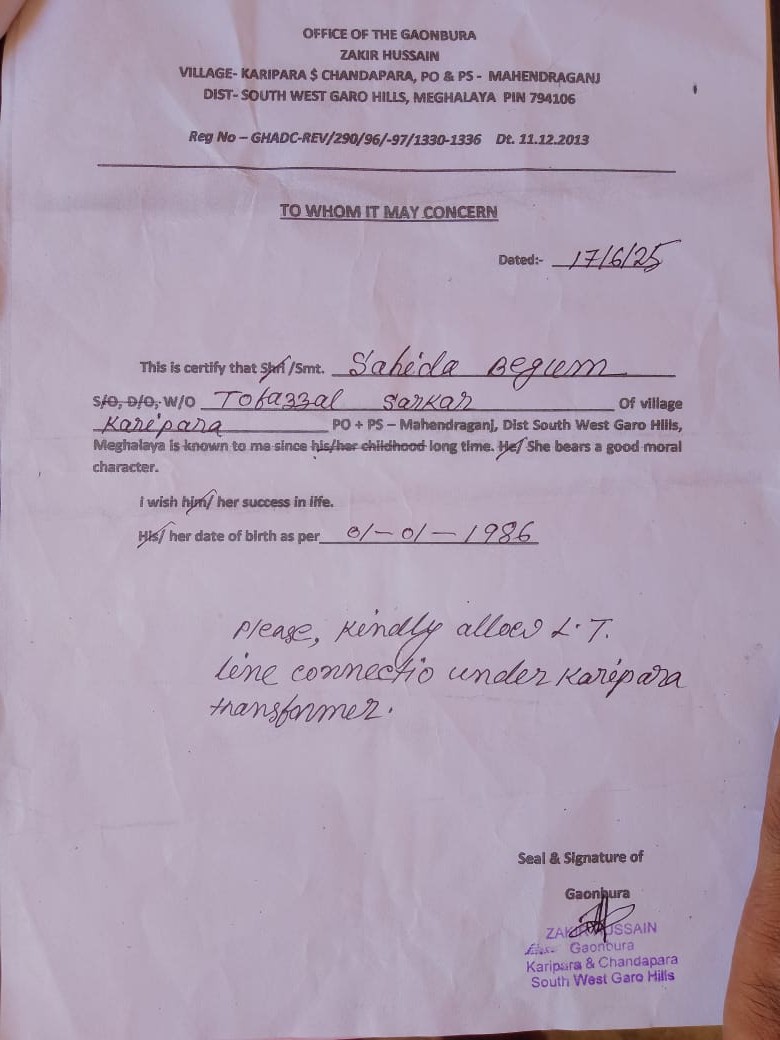 OFFICE OF THE GAONBURA
ZAKIR HUSSAIN
VILLAGE- KARIPARA $ CHANDAPARA, PO & PS - MAHENDRAGANJ
DIST- SOUTH WEST GARO HILLS, MEGHALAYA PIN 794106
Reg No – GHADC-REV/290/96/-97/1330-1336 Dt. 11.12.2013
TO WHOM IT MAY CONCERN
Dated:- 17/6/25
This is certify that Shri /Smt. Sahida Begum
S/O, D/O, W/O Tofazzal Sarkar Of village
Karipara PO + PS – Mahendraganj, Dist South West Garo Hills,
Meghalaya is known to me since his/her childhood long time. He/ She bears a good moral
character.
I wish him/ her success in life.
His/ her date of birth as per 01-01-1986
Please, kindly allow L.T.
line connectio under Karipara
transformer.
Seal & Signature of
Gaonbura
ZAKIR HUSSAIN
Gaonbura
Karipara & Chandapara
South West Garo Hills